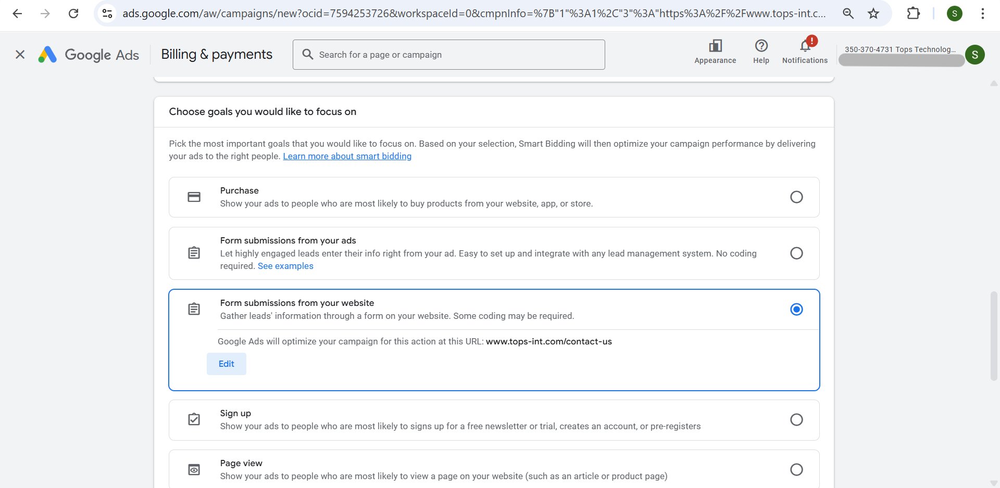 ads.google.com/aw/campaigns/new?ocid=7594253726&workspaceId=0&cmpnInfo=%7B"1"%3A1%2C"3"%3A"https%3A%2F%2Fwww.tops-int.c...
S
Google Ads
Billing & payments
Search for a page or campaign
Appearance
Help
!
Notifications
350-370-4731 Tops Technolog...
S
Choose goals you would like to focus on
Pick the most important goals that you would like to focus on. Based on your selection, Smart Bidding will then optimize your campaign performance by delivering
your ads to the right people. Learn more about smart bidding
Purchase
Show your ads to people who are most likely to buy products from your website, app, or store.
Form submissions from your ads
Let highly engaged leads enter their info right from your ad. Easy to set up and integrate with any lead management system. No coding
required. See examples
Form submissions from your website
Gather leads' information through a form on your website. Some coding may be required.
Google Ads will optimize your campaign for this action at this URL: www.tops-int.com/contact-us
Edit
Sign up
Show your ads to people who are most likely to signs up for a free newsletter or trial, creates an account, or pre-registers
Page view
Show your ads to people who are most likely to view a page on your website (such as an article or product page)